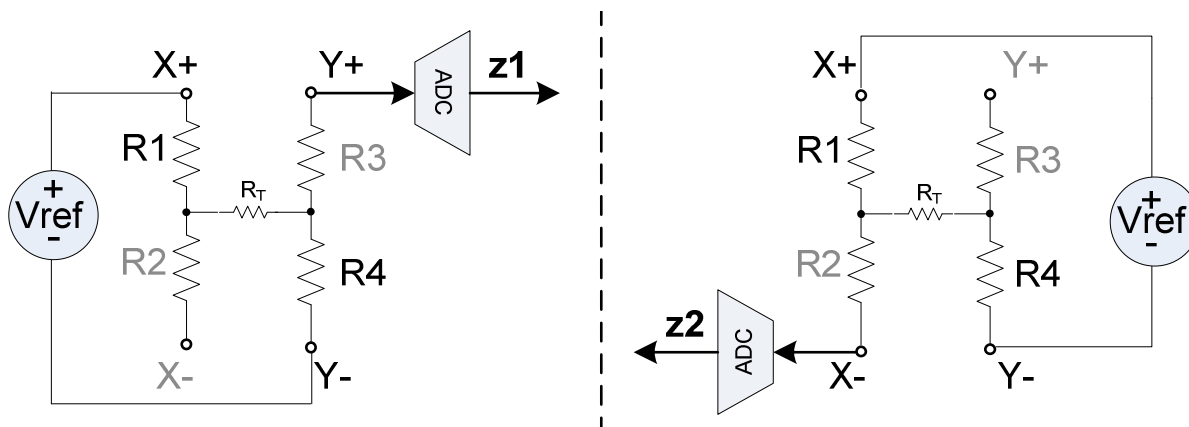 X+
Y+
ADC
z1
R1
R3
RT
+
Vref
-
R2
R4
X-
Y-
X+
Y+
R1
R3
RT
+
Vref
-
R2
R4
z2
ADC
X-
Y-